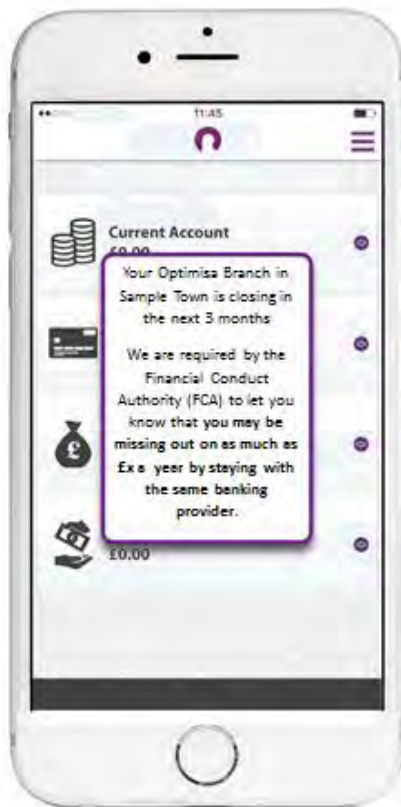 11:45
Current Account
£0.00
Your Optimisa Branch in
Sample Town is closing in
the next 3 months
We are required by the
Financial Conduct
Authority (FCA) to let you
know that you may be
missing out on as much as
£x a year by staying with
the same banking
provider.
£
£0.00